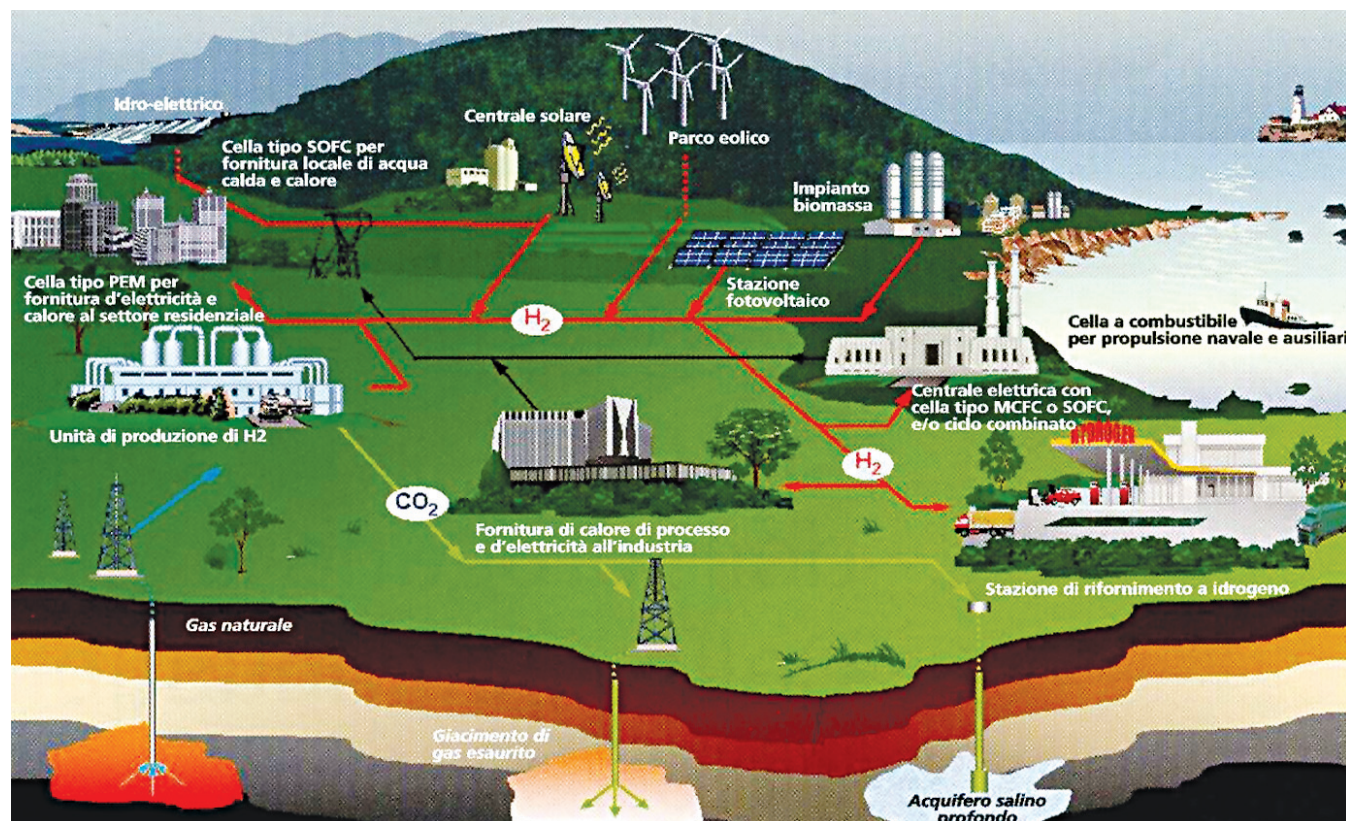 Idro-elettrico
Centrale solare
Parco eolico
Cella tipo SOFC per
fornitura locale di acqua
calda e calore
Impianto
biomassa
Cella tipo PEM per
fornitura d'elettricità e
calore al settore residenziale
Stazione
fotovoltaico
H2
Cella a combustibile
per propulsione navale e ausiliari
Centrale elettrica con
cella tipo MCFC o SOFC,
e/o ciclo combinato
Unità di produzione di H2
HYDROGEN
H2
CO2
Fornitura di calore di processo
e d'elettricità all'industria
Stazione di rifornimento a idrogeno
Gas naturale
Giacimento di
gas esaurito
Acquifero salino
profondo